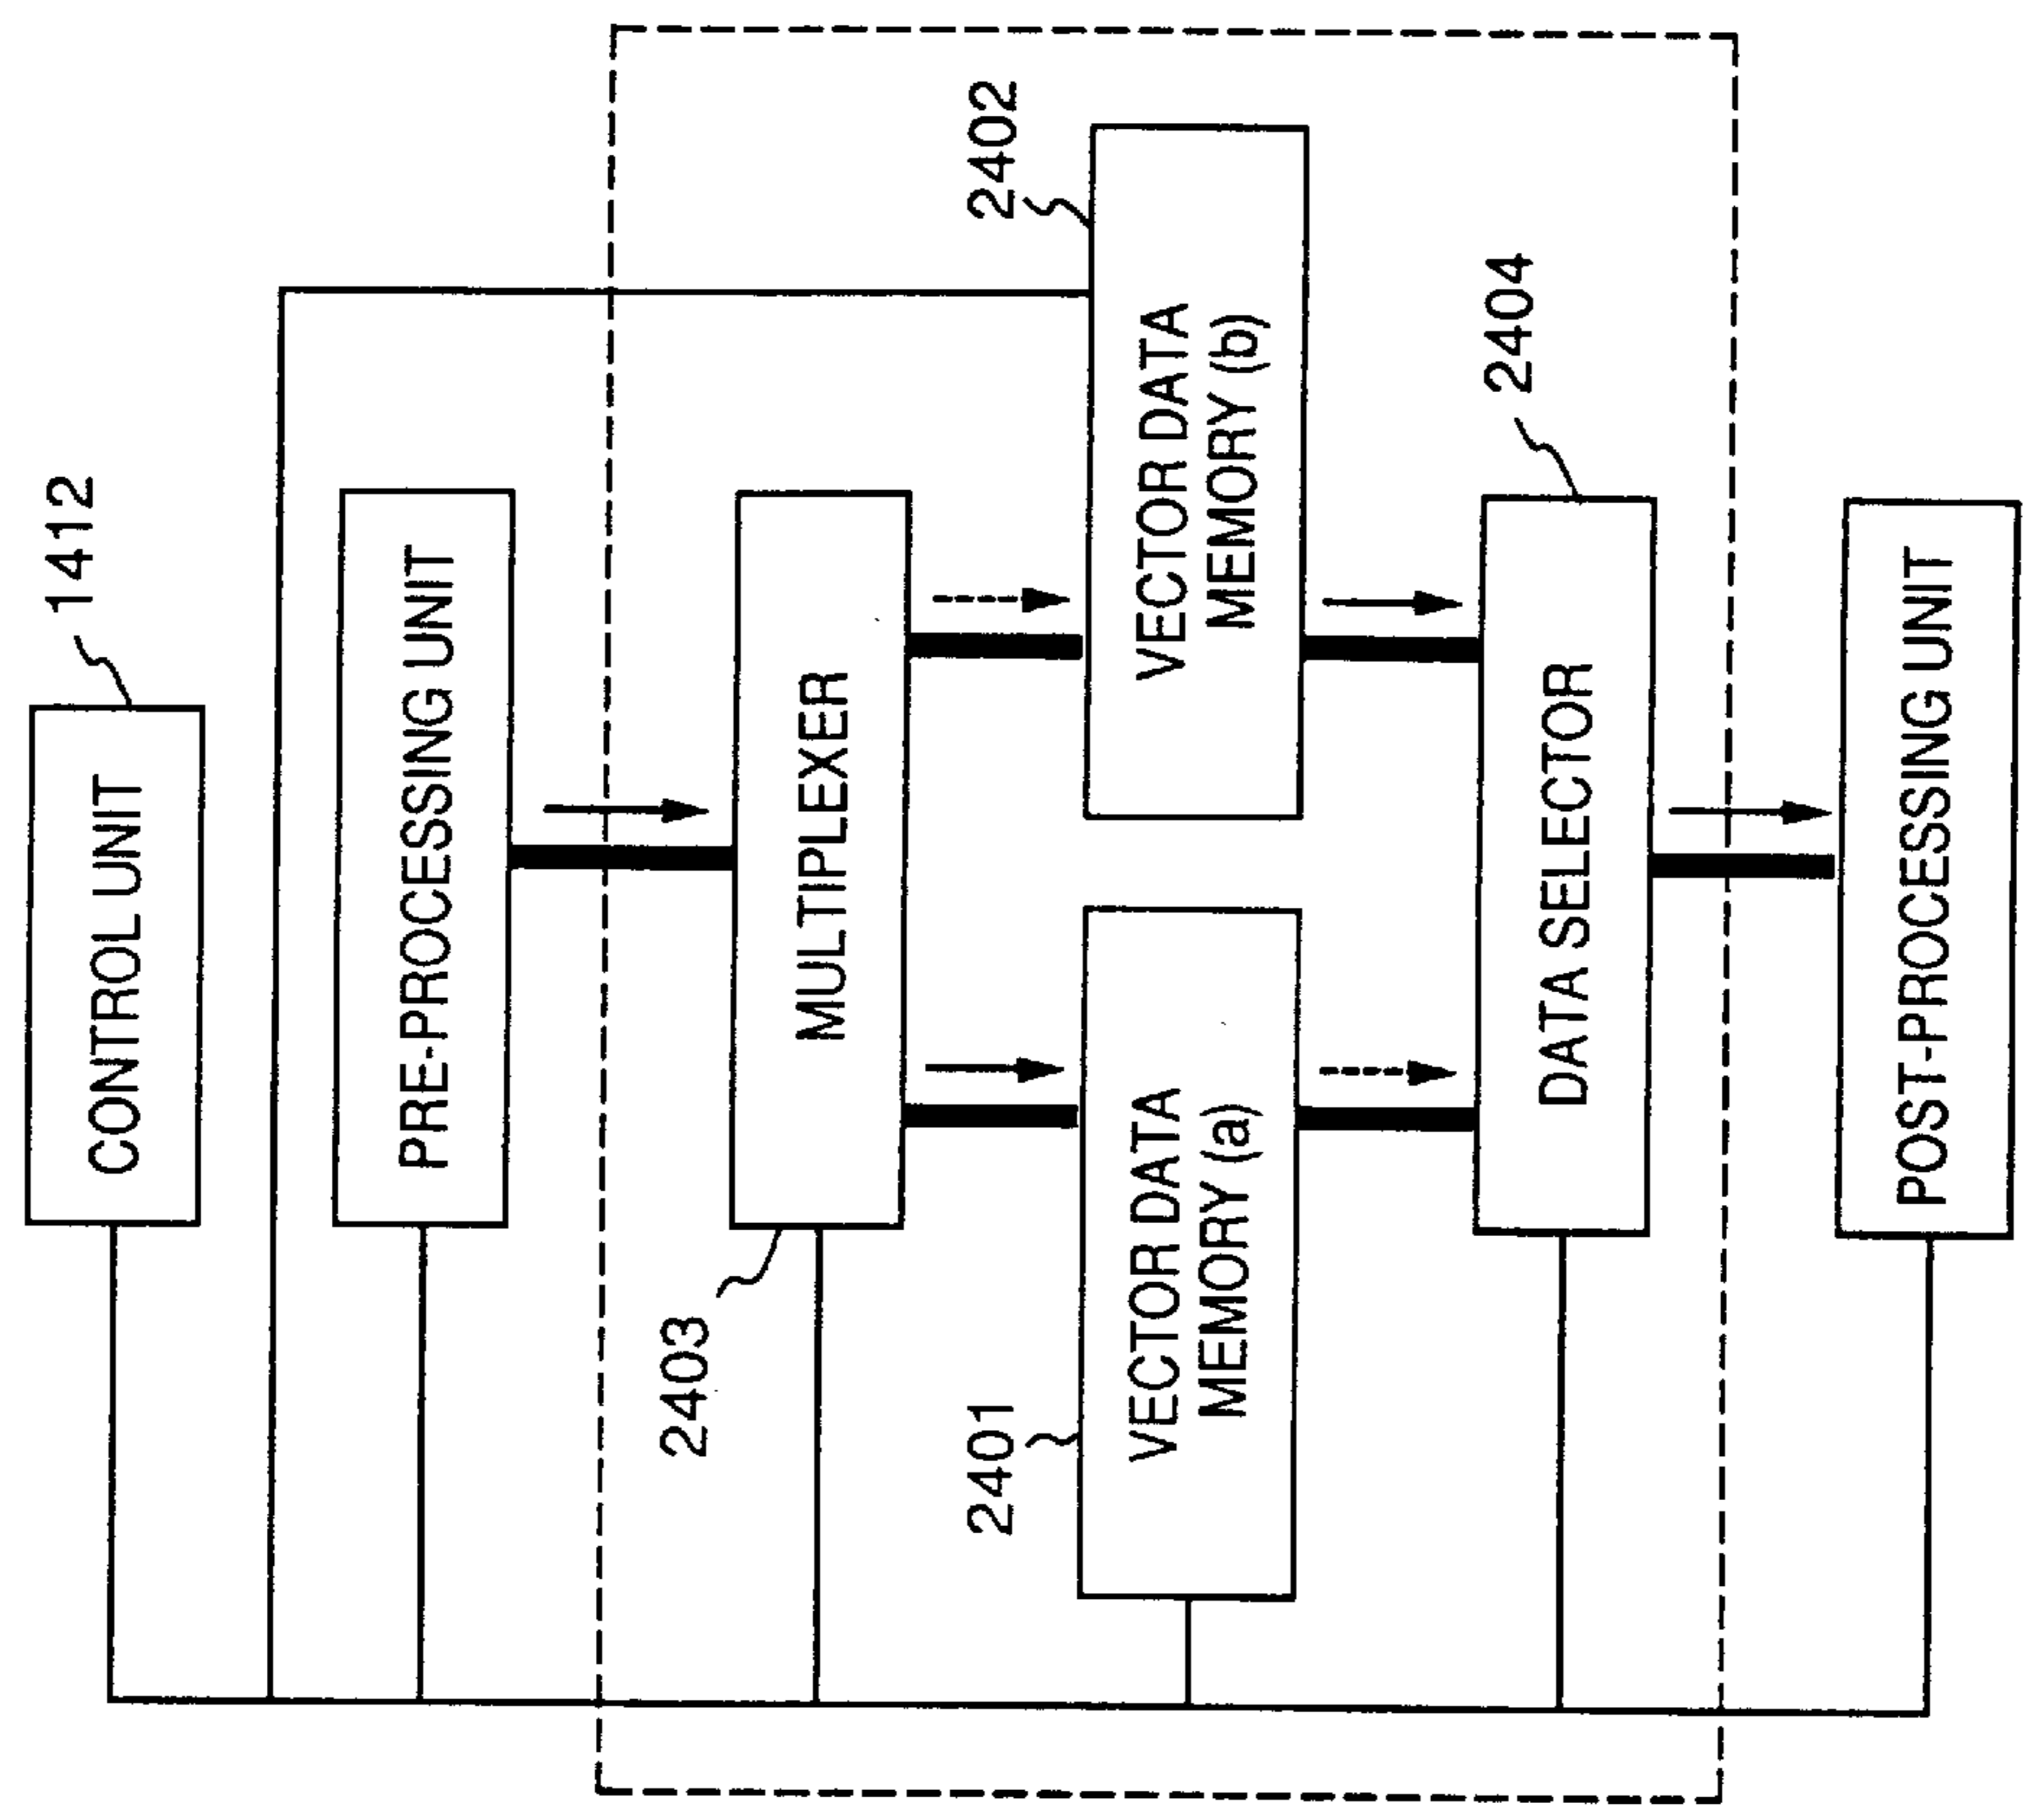 1412
CONTROL UNIT
PRE-PROCESSING UNIT
2403
MULTIPLEXER
2401
VECTOR DATA
MEMORY (a)
2402
VECTOR DATA
MEMORY (b)
2404
DATA SELECTOR
POST-PROCESSING UNIT